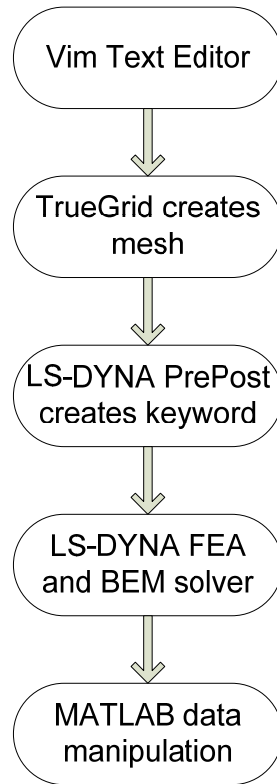 Vim Text Editor
TrueGrid creates
mesh
LS-DYNA PrePost
creates keyword
LS-DYNA FEA
and BEM solver
MATLAB data
manipulation